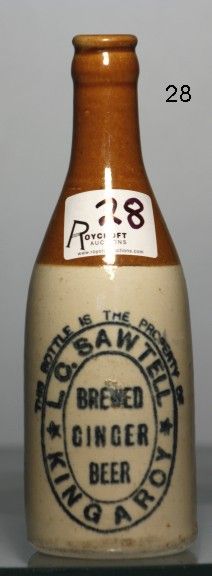 28
28
ROYCROFT
AUCTIONS
THIS BOTTLE IS THE PROPERTY OF
L.C. SAWTELL
BREWED
GINGER
BEER
KINGAROY